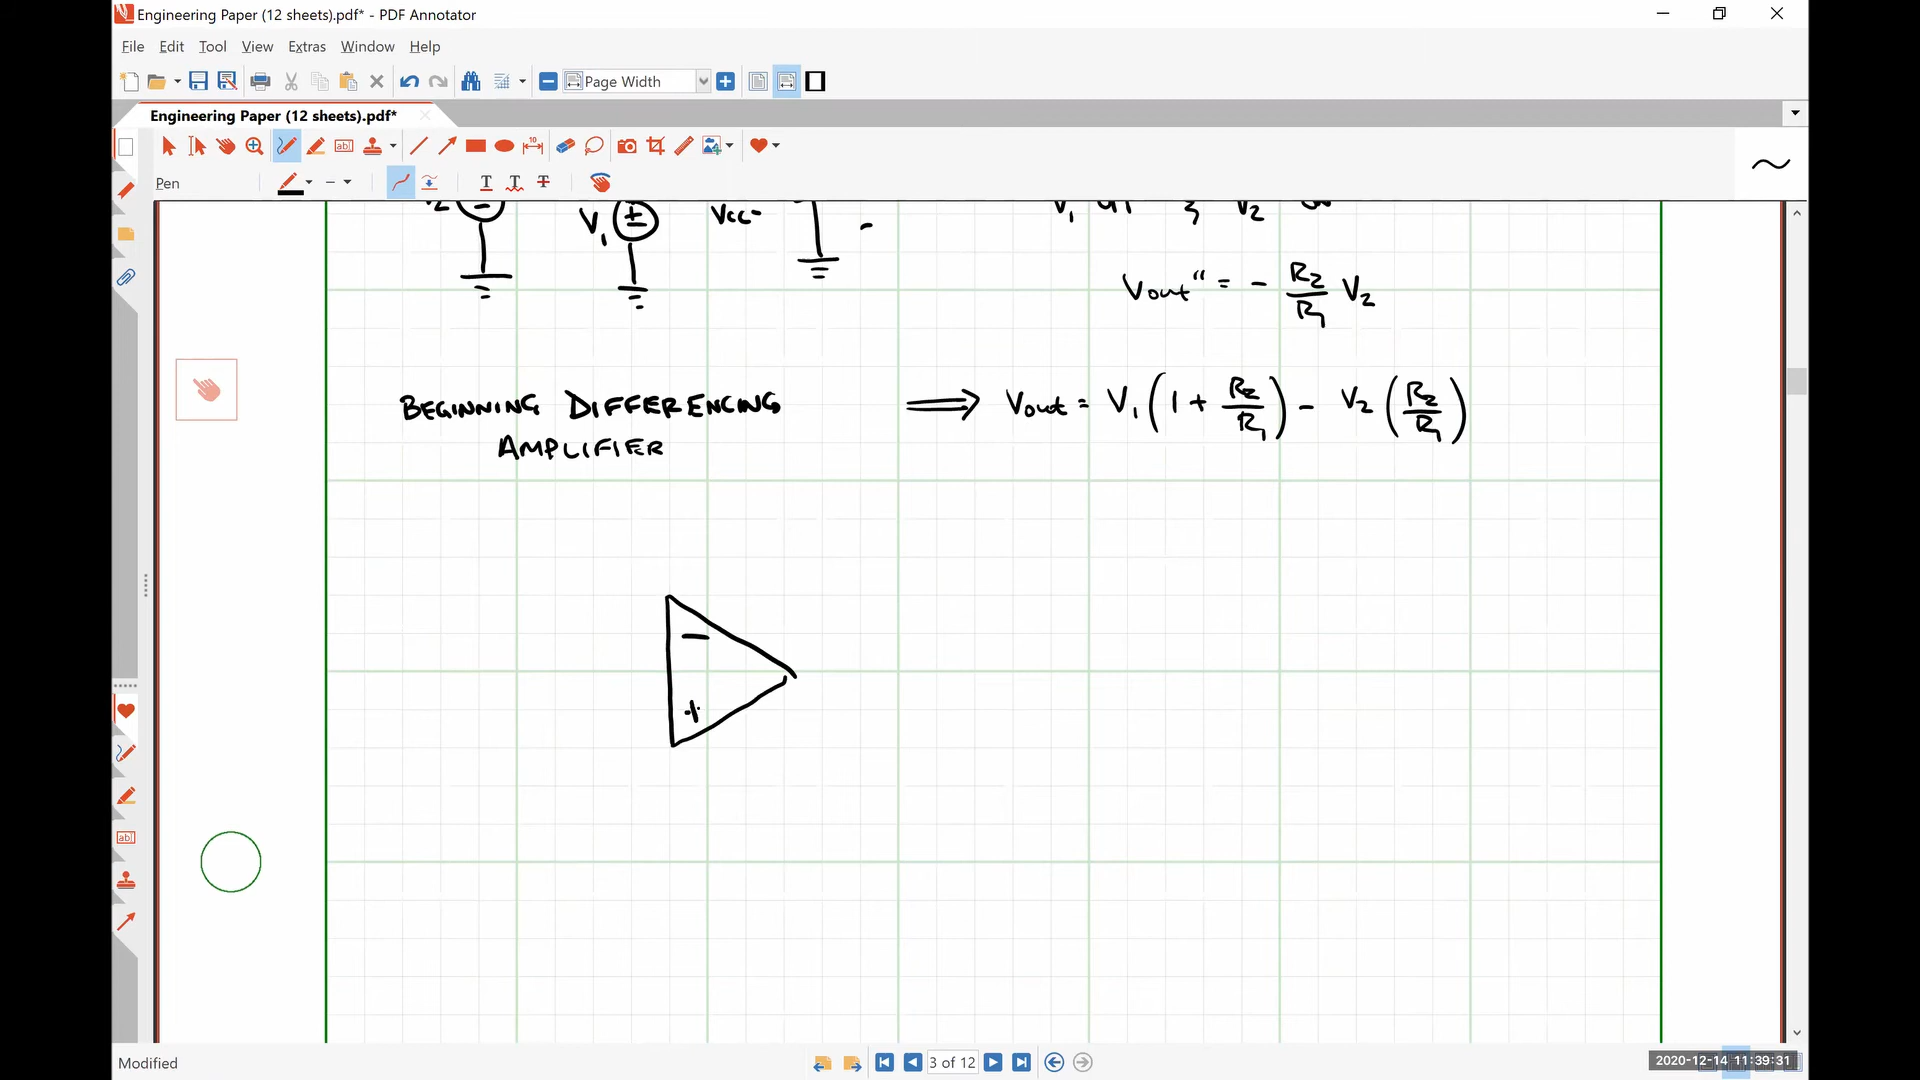 Engineering Paper (12 sheets).pdf* - PDF Annotator
File Edit Tool View Extras Window Help
Page Width
Engineering Paper (12 sheets).pdf*
Pen
V1 Vcc-
Vout" = - R2/R1 V2
BEGINNING DIFFERENCING
AMPLIFIER
⟹ Vout = V1 (1 + R2/R1) - V2 (R2/R1)
−
+
Modified
3 of 12
2020-12-14 11:39:31